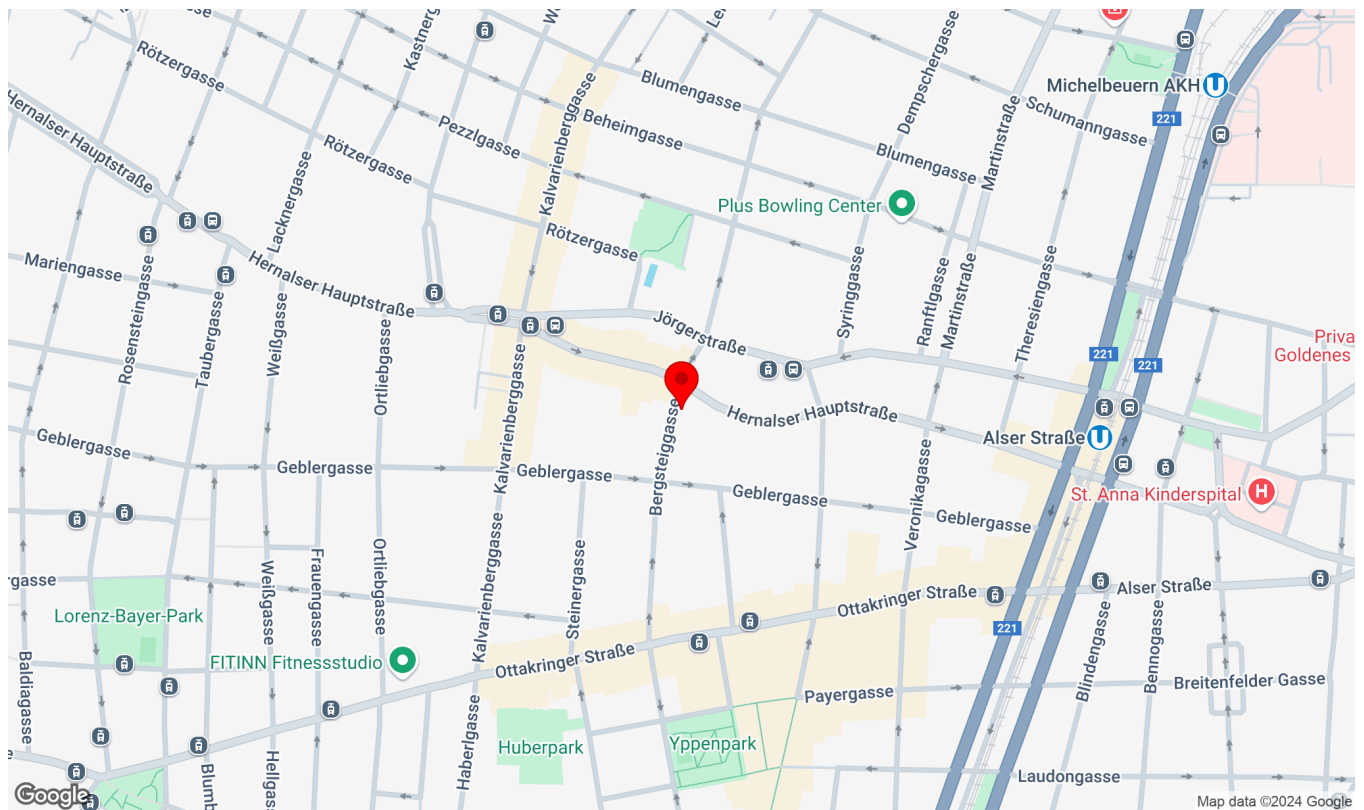 Rötzergasse
Kastnergasse
Blumengasse
Dempschergasse
Martinstraße
Michelbeuern AKH
Schumanngasse
221
Hernalser Hauptstraße
Pezzlgasse
Beheimgasse
Blumengasse
Kalvarienberggasse
Rötzergasse
Lacknergasse
Plus Bowling Center
Rötzergasse
Mariengasse
Hernalser Hauptstraße
Rosensteingasse
Taubergasse
Weißgasse
Ortliebgasse
Jörgerstraße
Syringgasse
Ranftlgasse
Martinstraße
Theresiengasse
Goldenes
221
221
Kalvarienberggasse
Hernalser Hauptstraße
Alser Straße
Geblergasse
Geblergasse
Geblergasse
Bergsteiggasse
Geblergasse
Veronikagasse
Geblergasse
St. Anna Kinderspital
H
Kalvarienberggasse
Ortliebgasse
Frauengasse
Weißgasse
Steinergasse
Ottakringer Straße
Alser Straße
Lorenz-Bayer-Park
221
FITINN Fitnessstudio
Ottakringer Straße
Baldiagasse
Blindengasse
Bennogasse
Breitenfelder Gasse
Payergasse
Haberlgasse
Hellgasse
Huberpark
Yppenpark
Laudongasse
Google
Map data ©2024 Google